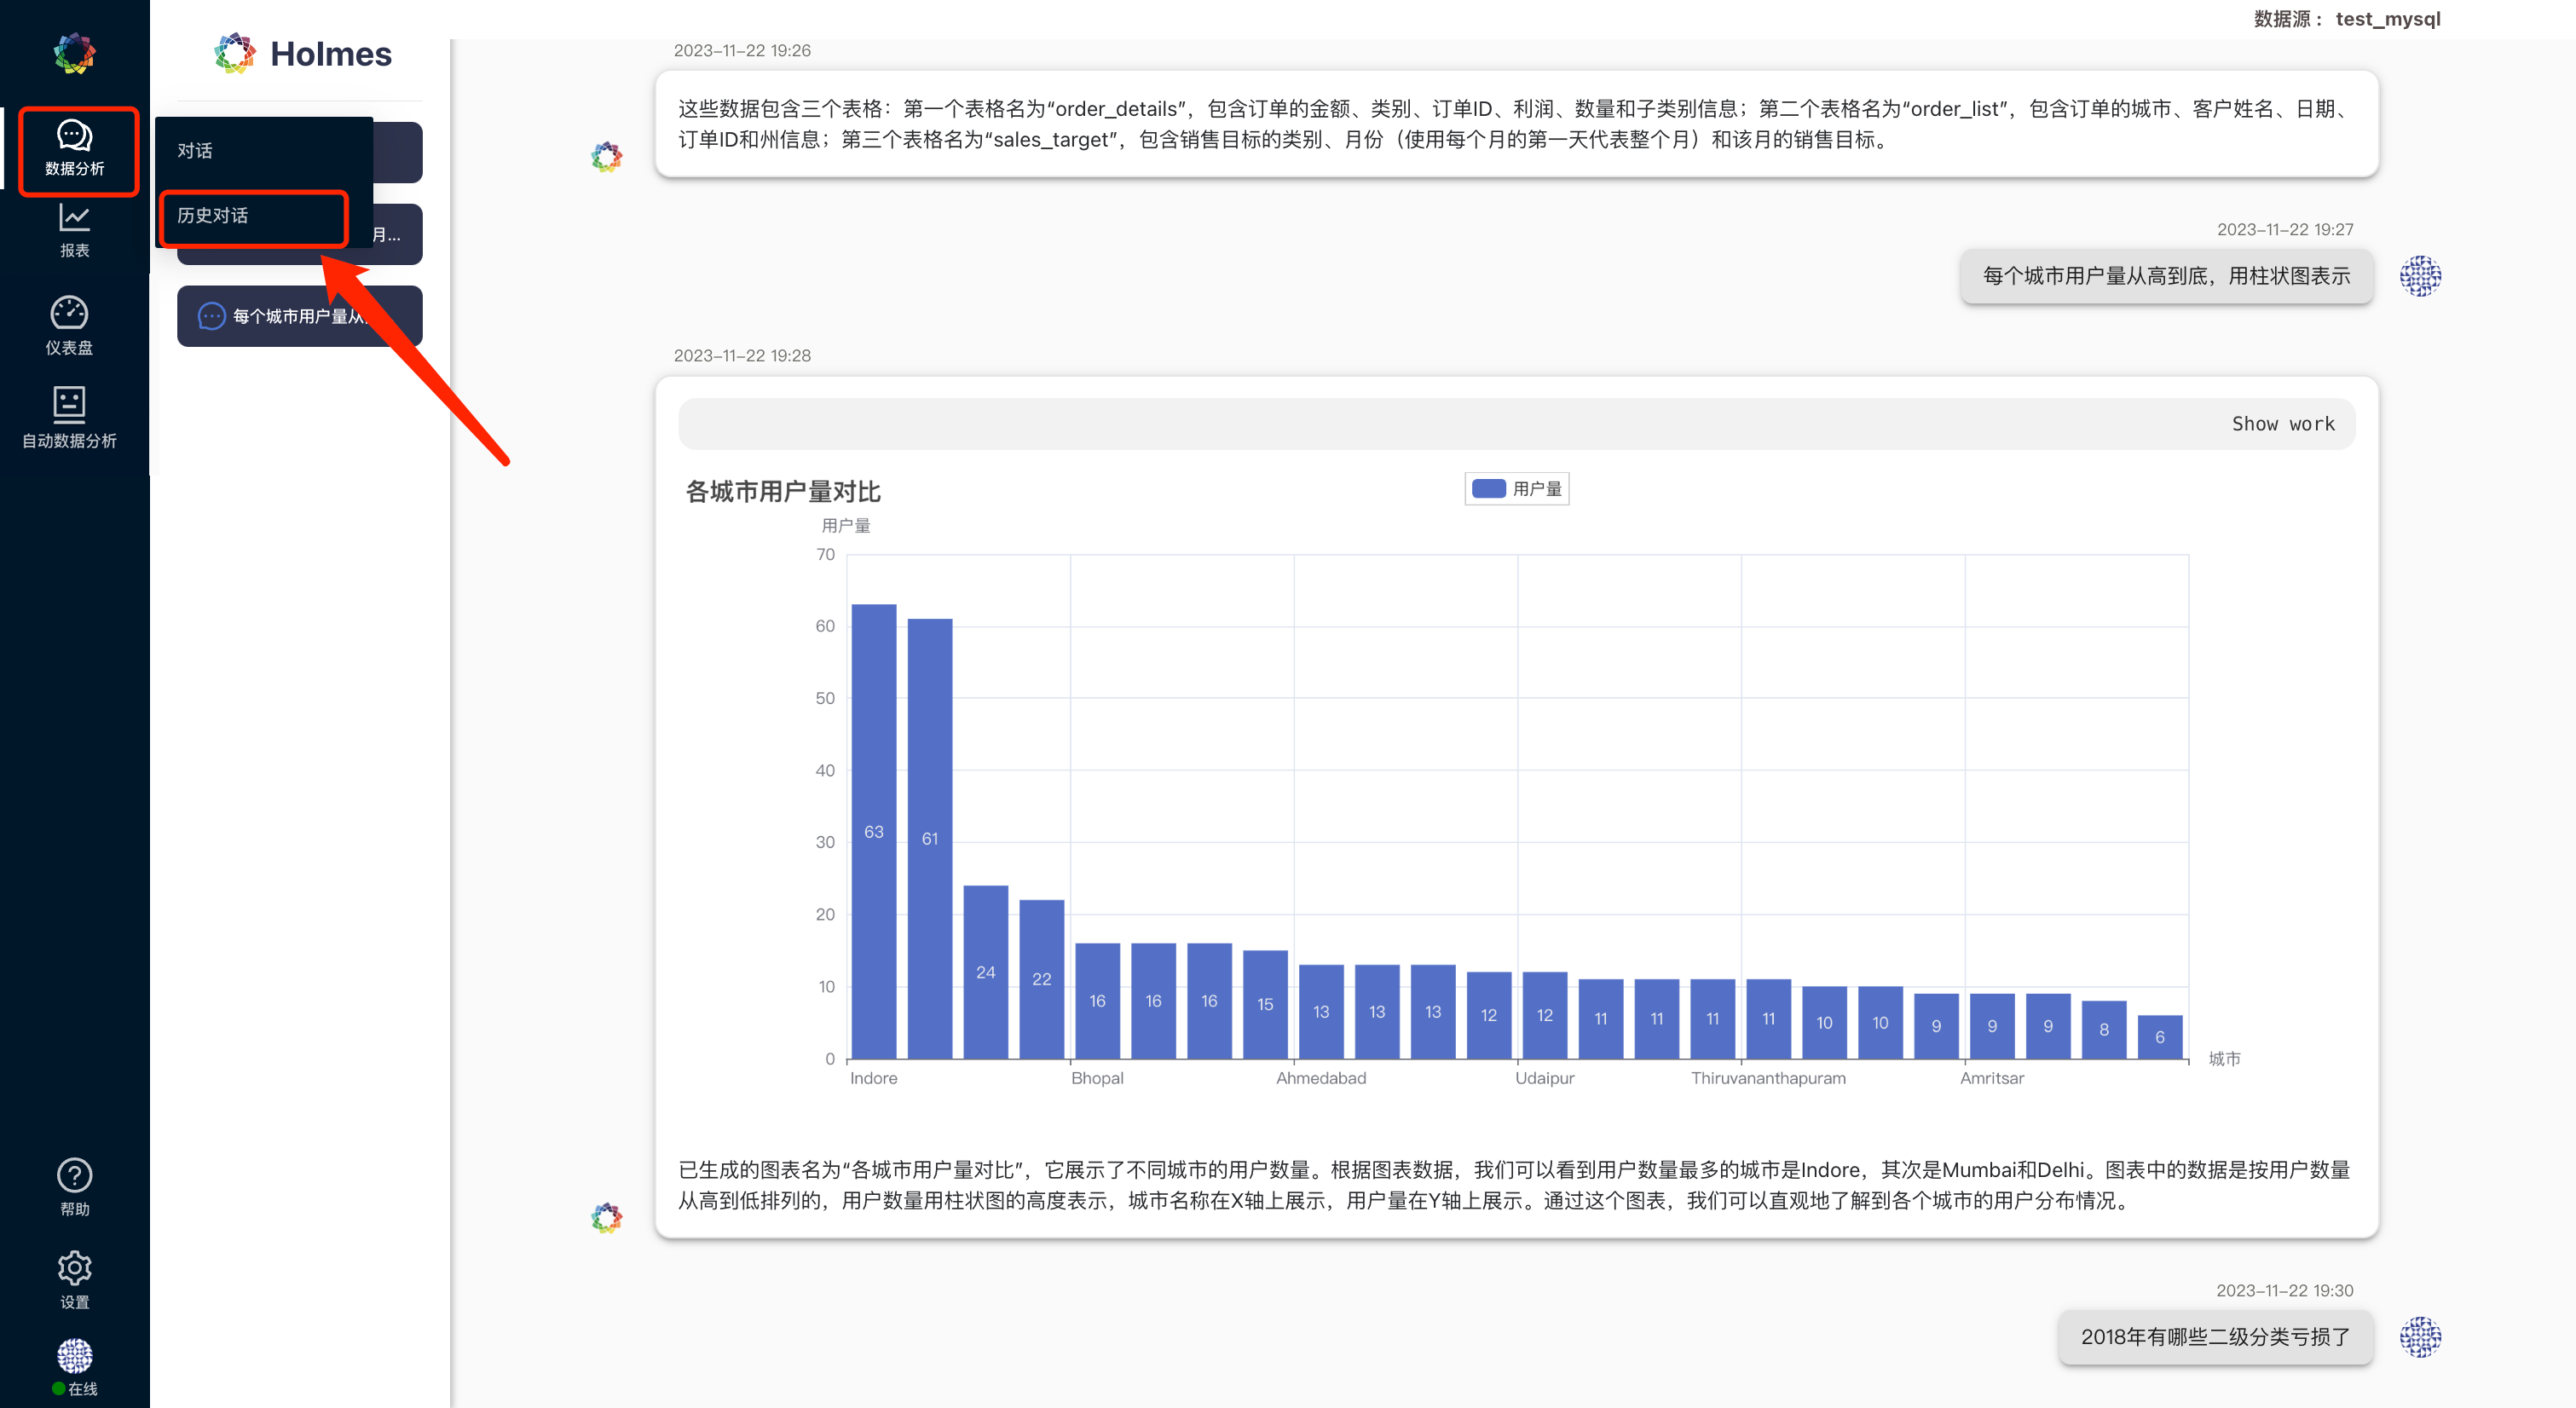 数据分析
报表
仪表盘
自动数据分析
帮助
设置
在线
Holmes
对话
历史对话
月...
每个城市用户量从
数据源： test_mysql
2023-11-22 19:26
这些数据包含三个表格：第一个表格名为“order_details”，包含订单的金额、类别、订单ID、利润、数量和子类别信息；第二个表格名为“order_list”，包含订单的城市、客户姓名、日期、
订单ID和州信息；第三个表格名为“sales_target”，包含销售目标的类别、月份（使用每个月的第一天代表整个月）和该月的销售目标。
2023-11-22 19:27
每个城市用户量从高到底，用柱状图表示
2023-11-22 19:28
Show work
各城市用户量对比
用户量
用户量
70
60
50
40
30
20
10
0
63 61 24 22 16 16 16 15 13 13 13 12 12 11 11 11 11 10 10 9 9 9 8 6
城市
Indore Bhopal Ahmedabad Udaipur Thiruvananthapuram Amritsar
已生成的图表名为“各城市用户量对比”，它展示了不同城市的用户数量。根据图表数据，我们可以看到用户数量最多的城市是Indore，其次是Mumbai和Delhi。图表中的数据是按用户数量
从高到低排列的，用户数量用柱状图的高度表示，城市名称在X轴上展示，用户量在Y轴上展示。通过这个图表，我们可以直观地了解到各个城市的用户分布情况。
2023-11-22 19:30
2018年有哪些二级分类亏损了